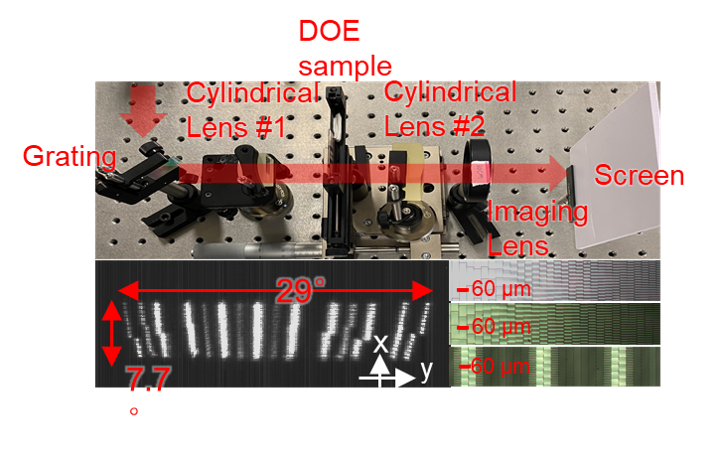 DOE
sample
Cylindrical
Lens #1
Cylindrical
Lens #2
Grating
Screen
Imaging
Lens
29°
7.7
°
x
y
60 µm
60 µm
60 µm